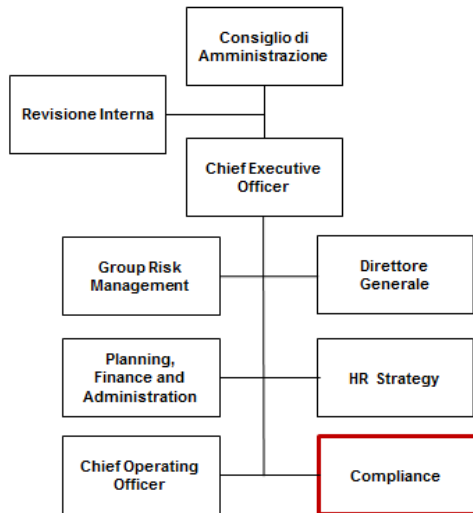 Consiglio di
Amministrazione
Revisione Interna
Chief Executive
Officer
Group Risk
Management
Direttore
Generale
Planning,
Finance and
Administration
HR Strategy
Chief Operating
Officer
Compliance